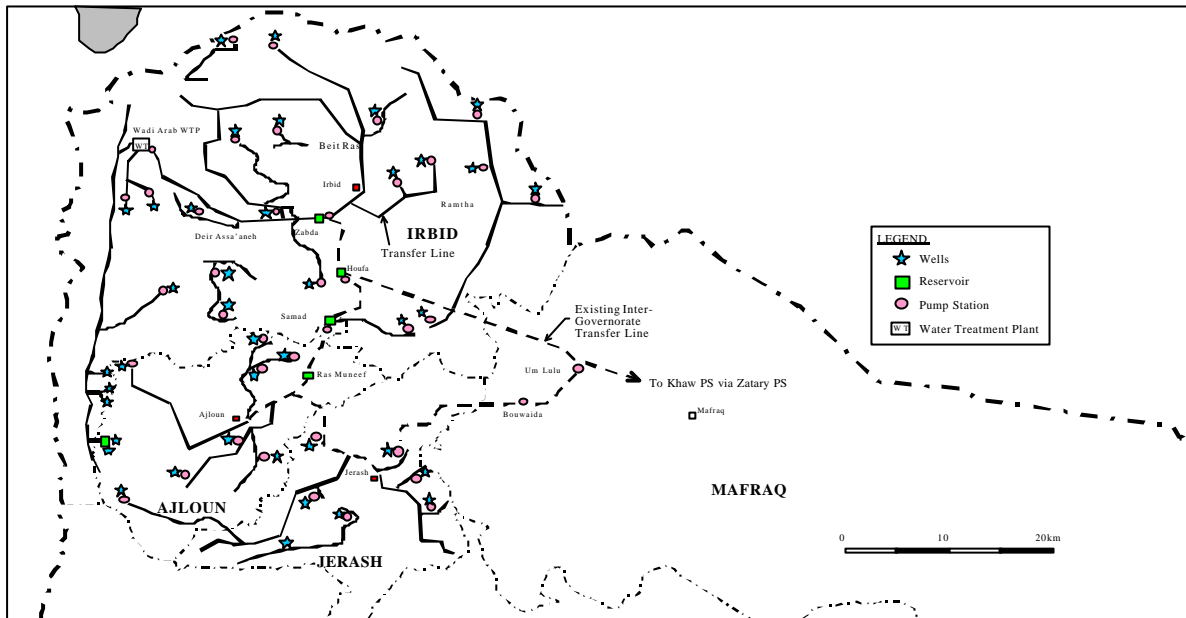 Wadi Arab WTP
WT
Beit Ras
Irbid
Ramtha
Deir Assa'aneh
Zabda
IRBID
Transfer Line
Houfa
LEGEND
Wells
Reservoir
Pump Station
W T
Water Treatment Plant
Samad
Existing Inter-
Governorate
Transfer Line
Ras Muneef
Um Lulu
To Khaw PS via Zatary PS
Ajloun
Bouwaida
Mafraq
Jerash
MAFRAQ
AJLOUN
JERASH
0 10 20km